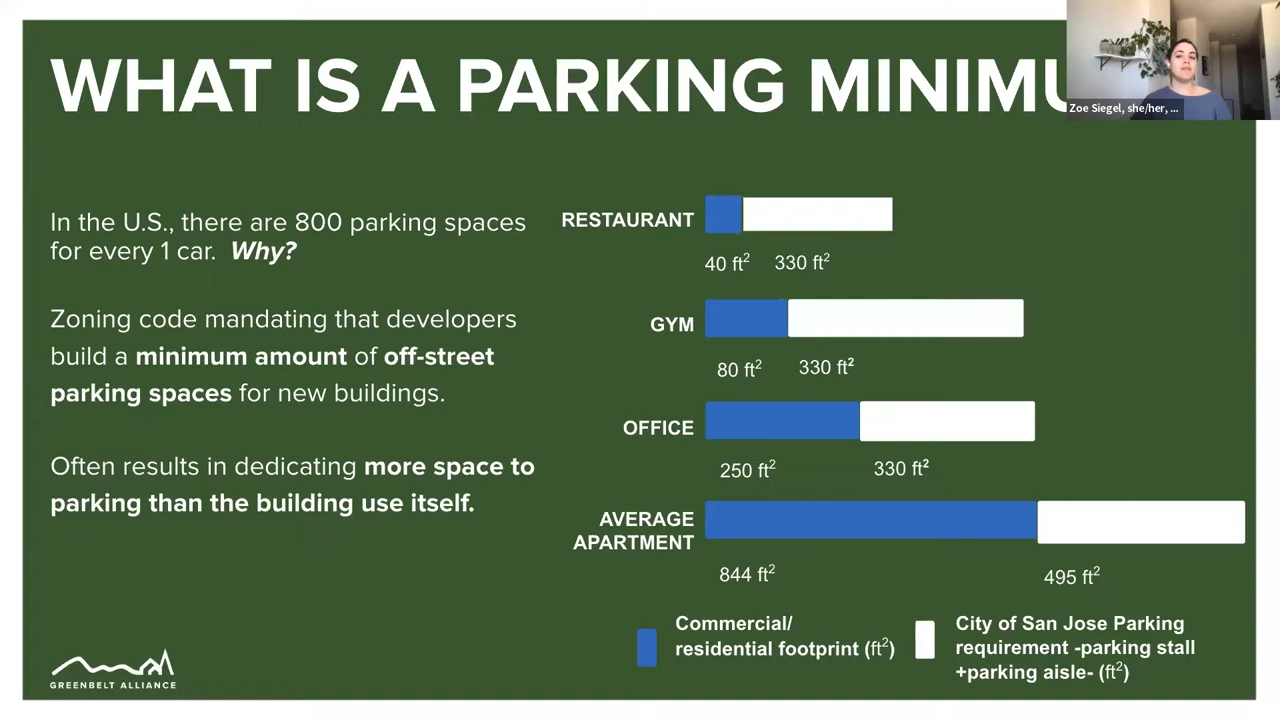 WHAT IS A PARKING MINIMU
Zoe Siegel, she/her, ...
In the U.S., there are 800 parking spaces
for every 1 car. Why?
Zoning code mandating that developers
build a minimum amount of off-street
parking spaces for new buildings.
Often results in dedicating more space to
parking than the building use itself.
RESTAURANT
40 ft² 330 ft²
GYM
80 ft² 330 ft²
OFFICE
250 ft² 330 ft²
AVERAGE
APARTMENT
844 ft² 495 ft²
Commercial/
residential footprint (ft²)
City of San Jose Parking
requirement -parking stall
+parking aisle- (ft²)
GREENBELT ALLIANCE